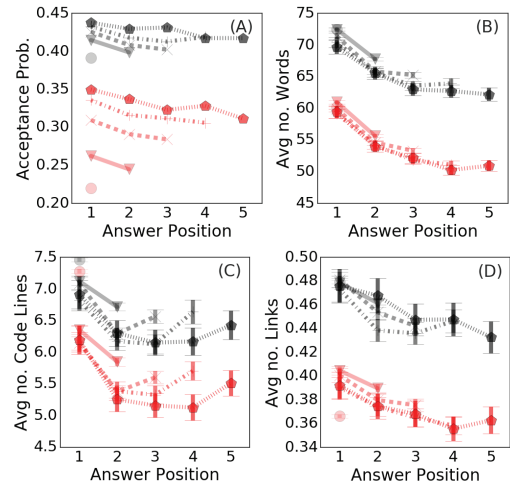 (A)
Acceptance Prob.
0.45
0.40
0.35
0.30
0.25
0.20
1 2 3 4 5
Answer Position
(B)
Avg no. Words
75
70
65
60
55
50
45
1 2 3 4 5
Answer Position
(C)
Avg no. Code Lines
7.5
7.0
6.5
6.0
5.5
5.0
4.5
1 2 3 4 5
Answer Position
(D)
Avg no. Links
0.50
0.48
0.46
0.44
0.42
0.40
0.38
0.36
0.34
1 2 3 4 5
Answer Position